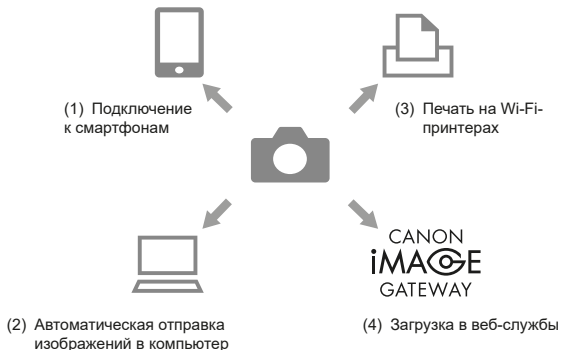 (1) Подключение
к смартфонам
(3) Печать на Wi-Fi-
принтерах
(2) Автоматическая отправка
изображений в компьютер
CANON
iMAGE
GATEWAY
(4) Загрузка в веб-службы